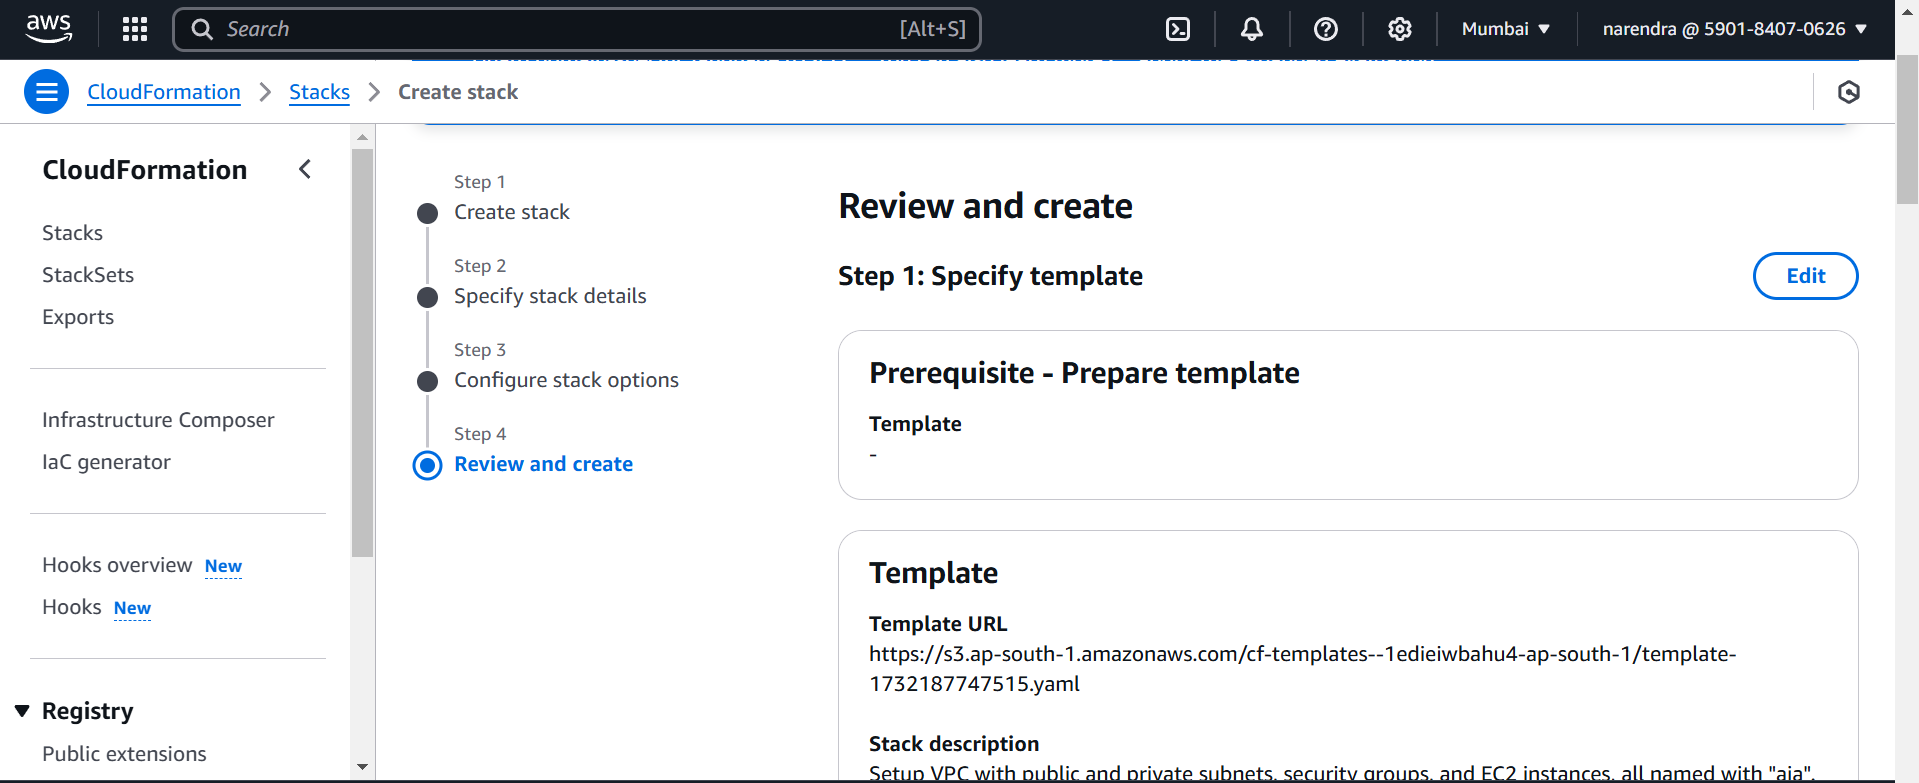 aws
Search
[Alt+S]
Mumbai
narendra @ 5901-8407-0626
CloudFormation
Stacks
Create stack
CloudFormation
Stacks
StackSets
Exports
Infrastructure Composer
IaC generator
Hooks overview New
Hooks New
Registry
Public extensions
Step 1
Create stack
Step 2
Specify stack details
Step 3
Configure stack options
Step 4
Review and create
Review and create
Step 1: Specify template
Edit
Prerequisite - Prepare template
Template
-
Template
Template URL
https://s3.ap-south-1.amazonaws.com/cf-templates--1edieiwbahu4-ap-south-1/template-
1732187747515.yaml
Stack description
Setup VPC with public and private subnets, security groups, and EC2 instances, all named with "aja".